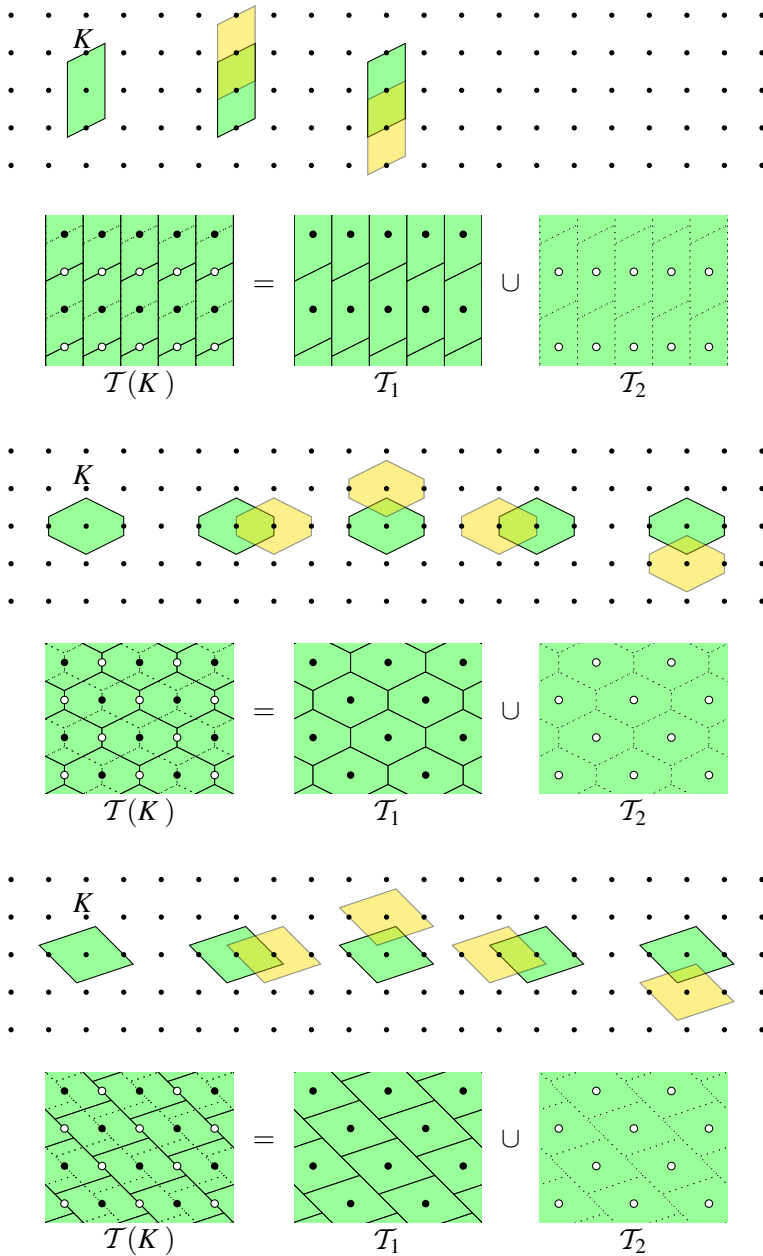 K
= ∪
𝒯(K) 𝒯₁ 𝒯₂
K
= ∪
𝒯(K) 𝒯₁ 𝒯₂
K
= ∪
𝒯(K) 𝒯₁ 𝒯₂